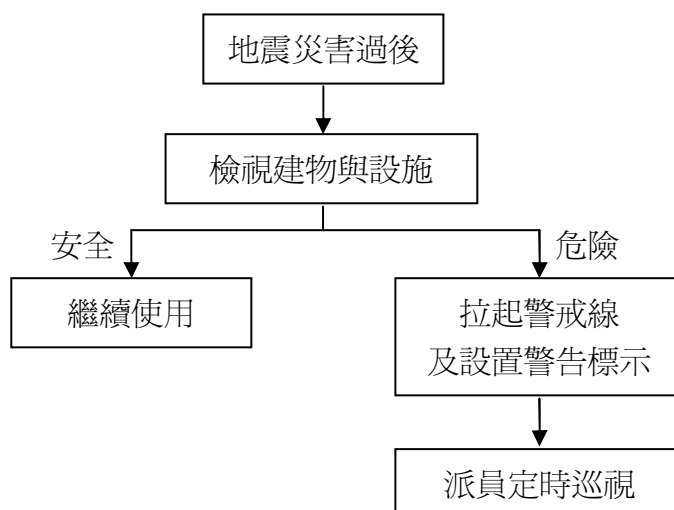 地震災害過後
檢視建物與設施
安全
危險
繼續使用
拉起警戒線
及設置警告標示
派員定時巡視